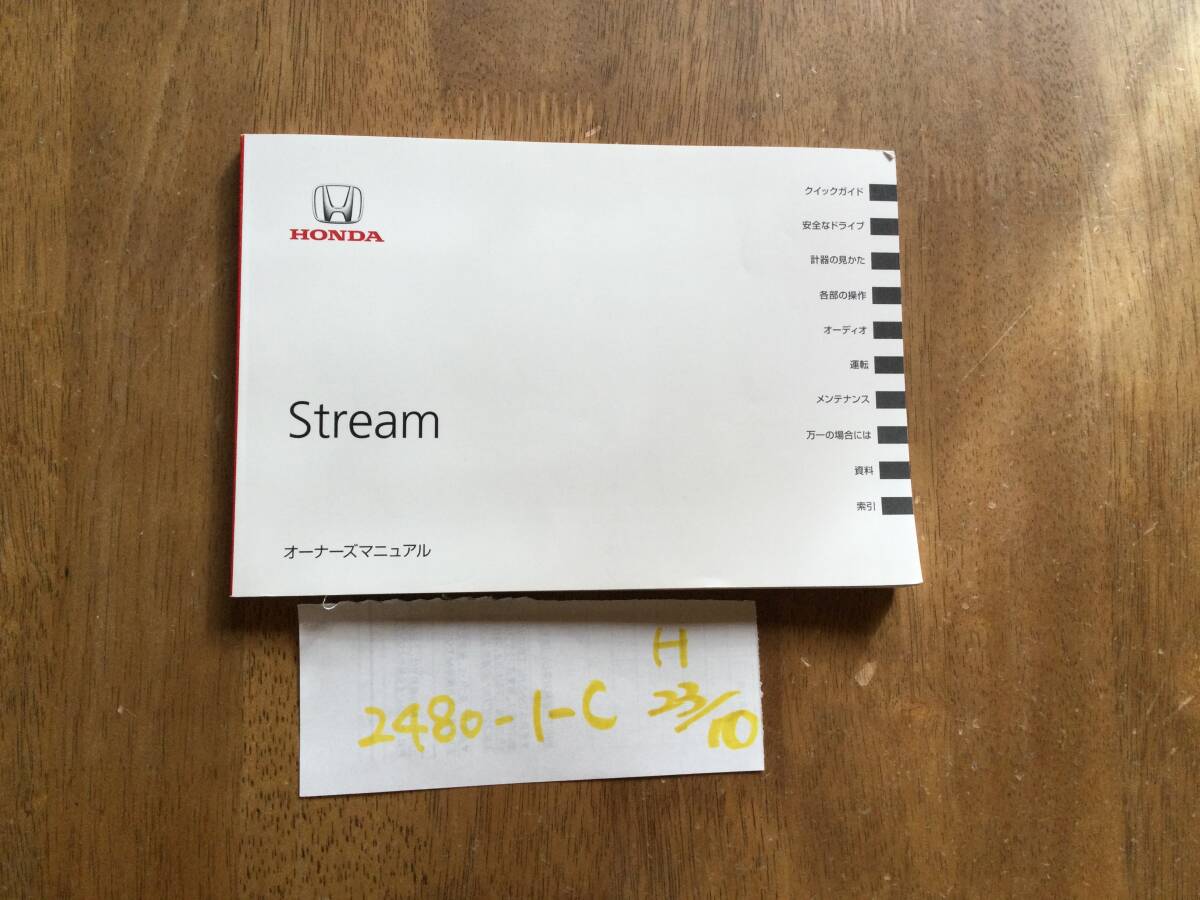 HONDA
Stream
オーナーズマニュアル
クイックガイド
安全なドライブ
計器の見かた
各部の操作
オーディオ
運転
メンテナンス
万一の場合には
資料
索引
H
2480-1-C 23/10